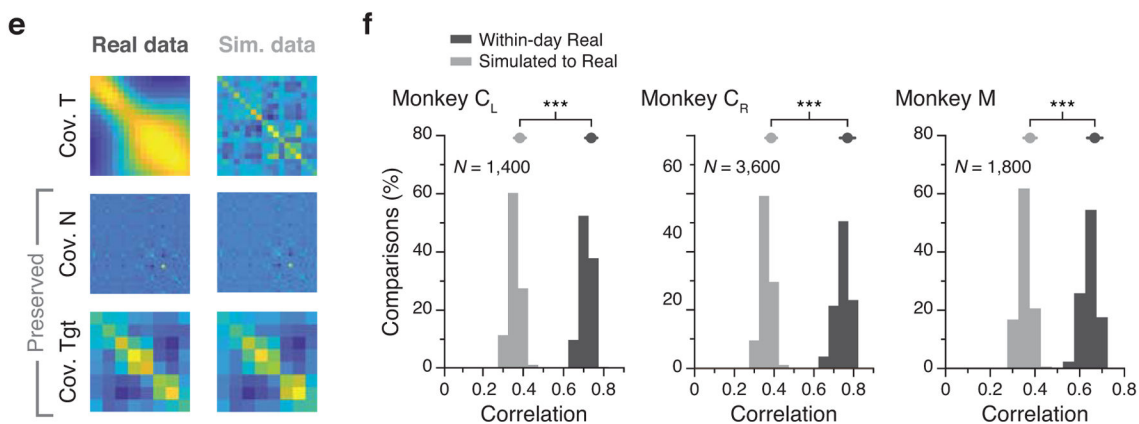 e
Real data
Sim. data
Cov. T
Cov. N
Cov. Tgt
Preserved
f
Within-day Real
Simulated to Real
Monkey C_L
***
N = 1,400
80
60
40
20
0
Comparisons (%)
0 0.2 0.4 0.6 0.8
Correlation
Monkey C_R
***
N = 3,600
60
40
20
0
0 0.2 0.4 0.6 0.8
Correlation
Monkey M
***
N = 1,800
80
60
40
20
0
0 0.2 0.4 0.6 0.8
Correlation